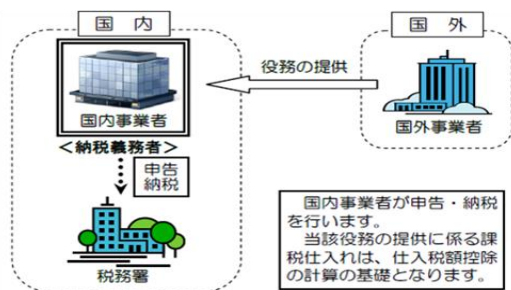 国内
国外
役務の提供
国内事業者
国外事業者
＜納税義務者＞
申告
納税
税務署
国内事業者が申告・納税
を行います。
当該役務の提供に係る課
税仕入れは、仕入税額控除
の計算の基礎となります。